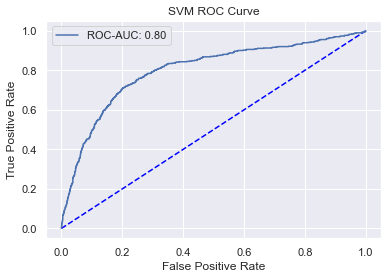 SVM ROC Curve
ROC-AUC: 0.80
True Positive Rate
1.0
0.8
0.6
0.4
0.2
0.0
0.0 0.2 0.4 0.6 0.8 1.0
False Positive Rate